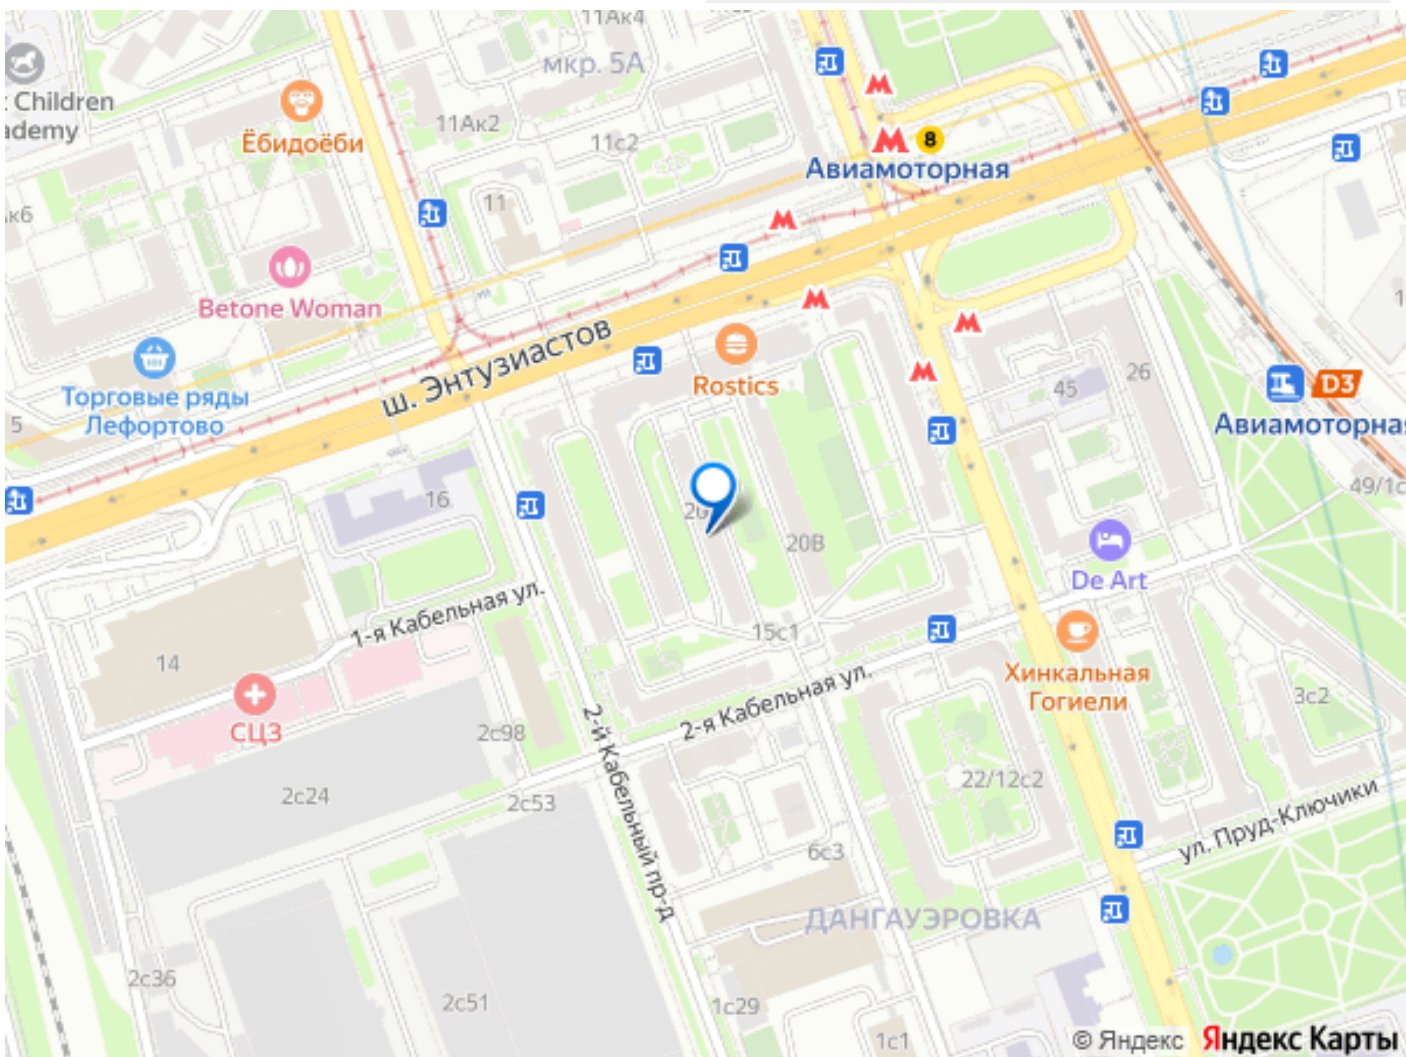 11Ак4
мкр. 5А
: Children
ademy
Ёбидоёби
11Ак2
11с2
8
Авиамоторная
к6
11
Betone Woman
ш. Энтузиастов
Rostics
Торговые ряды
Лефортово
5
45
26
D3
Авиамоторная
16
20
20В
49/1с
De Art
1-я Кабельная ул.
15с1
14
Хинкальная
Гогиели
СЦЗ
2-я Кабельная ул.
3с2
2с98
2-й Кабельный пр-д
22/12с2
2с24
2с53
ул. Пруд-Ключики
6с3
ДАНГАУЭРОВКА
2с36
2с51
1с29
1с1
© Яндекс Яндекс Карты